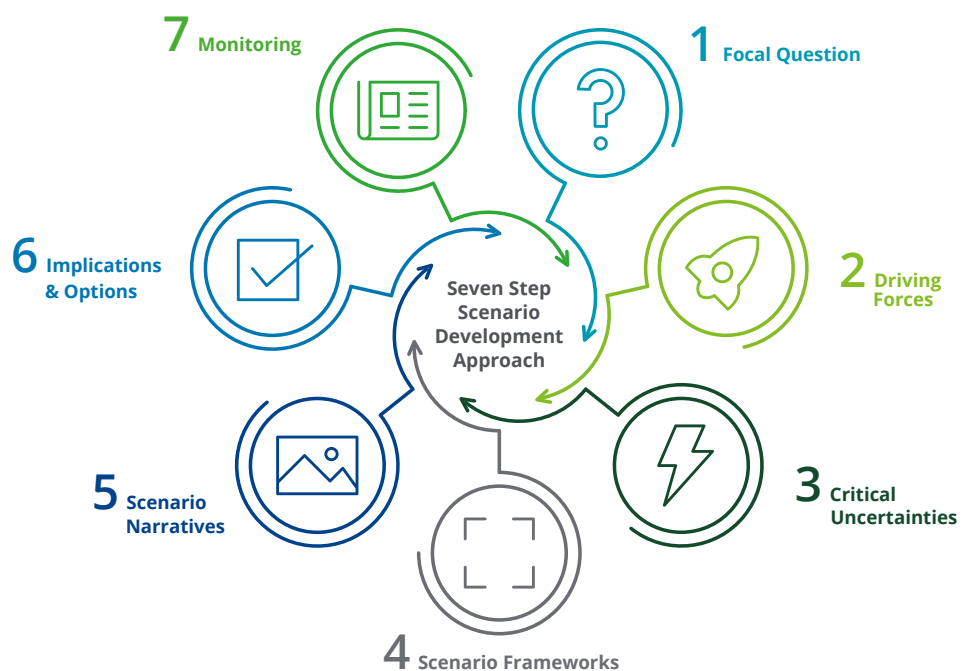 Seven Step
Scenario
Development
Approach
1 Focal Question
2 Driving
Forces
3 Critical
Uncertainties
4 Scenario Frameworks
5 Scenario
Narratives
6 Implications
& Options
7 Monitoring